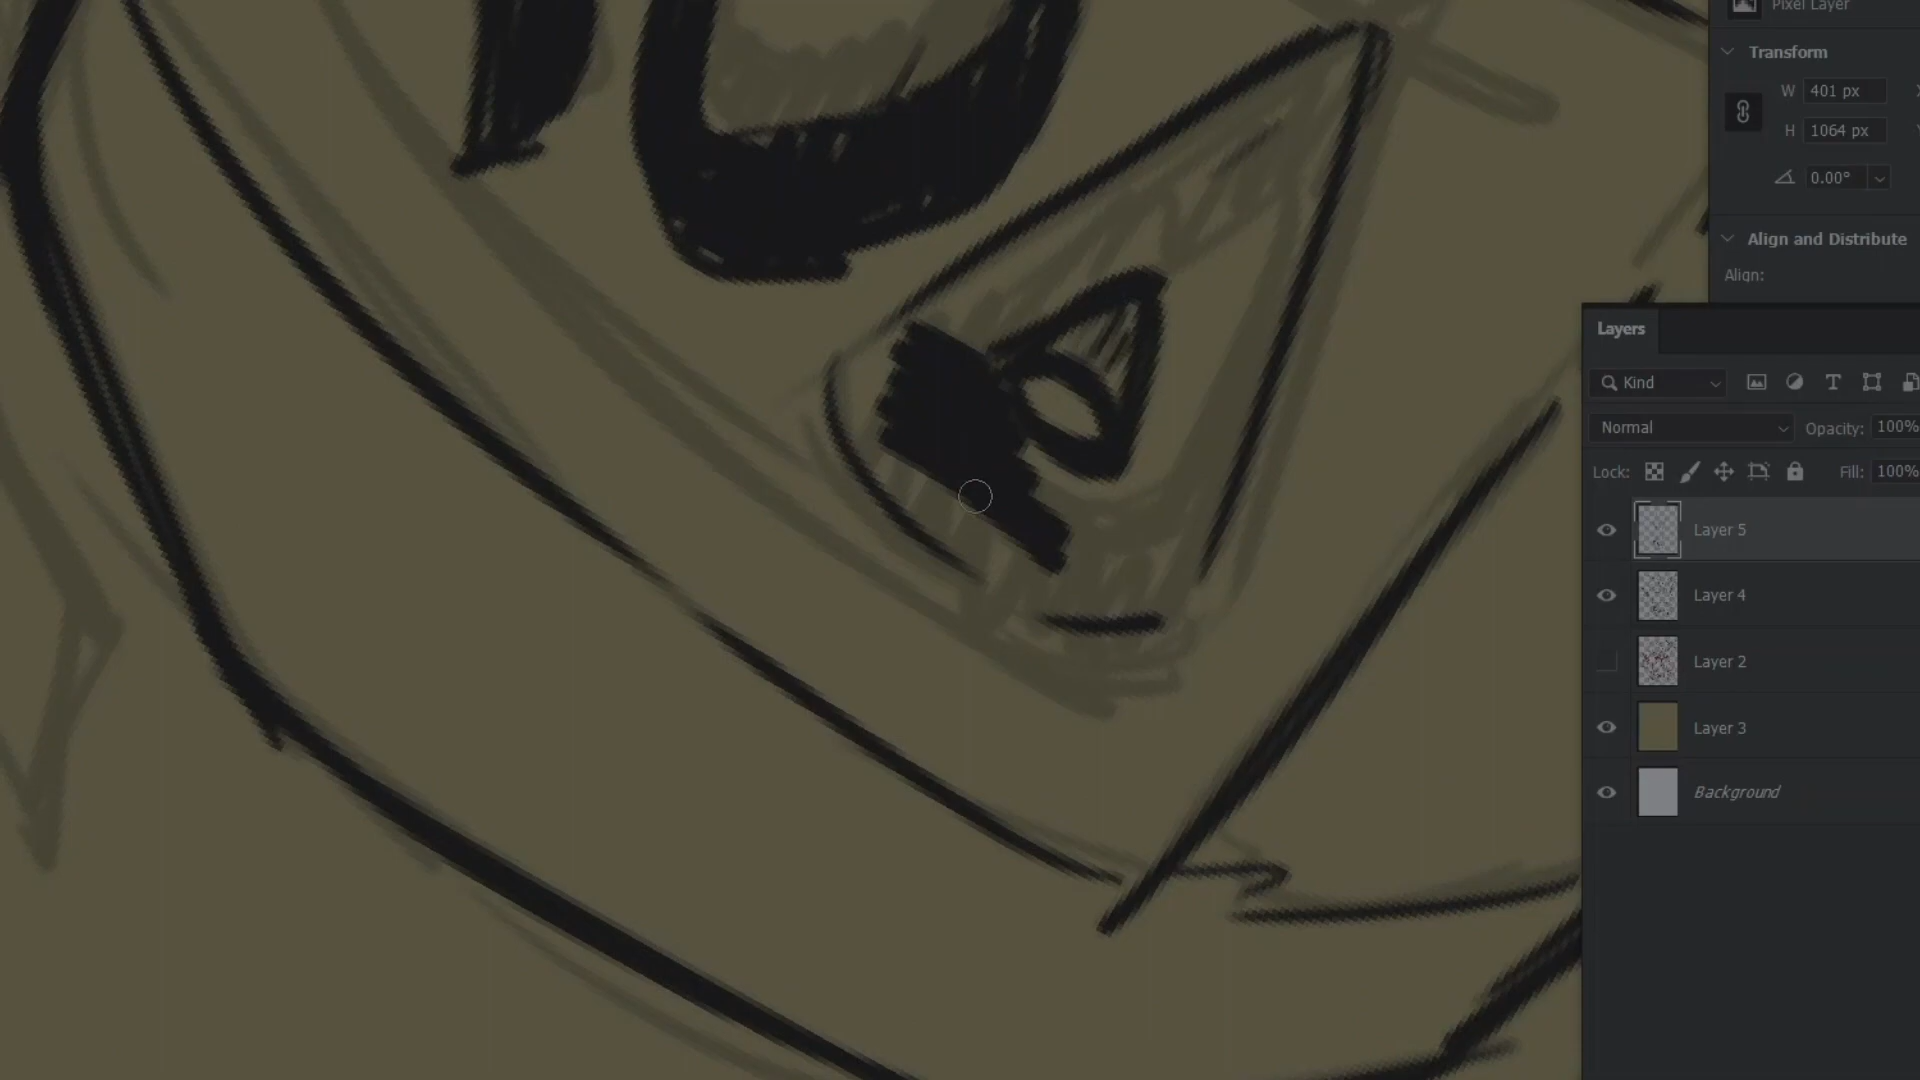 Pixel Layer
Transform
W 401 px
H 1064 px
0.00°
Align and Distribute
Align:
Layers
Kind
Normal Opacity: 100%
Lock: Fill: 100%
Layer 5
Layer 4
Layer 2
Layer 3
Background